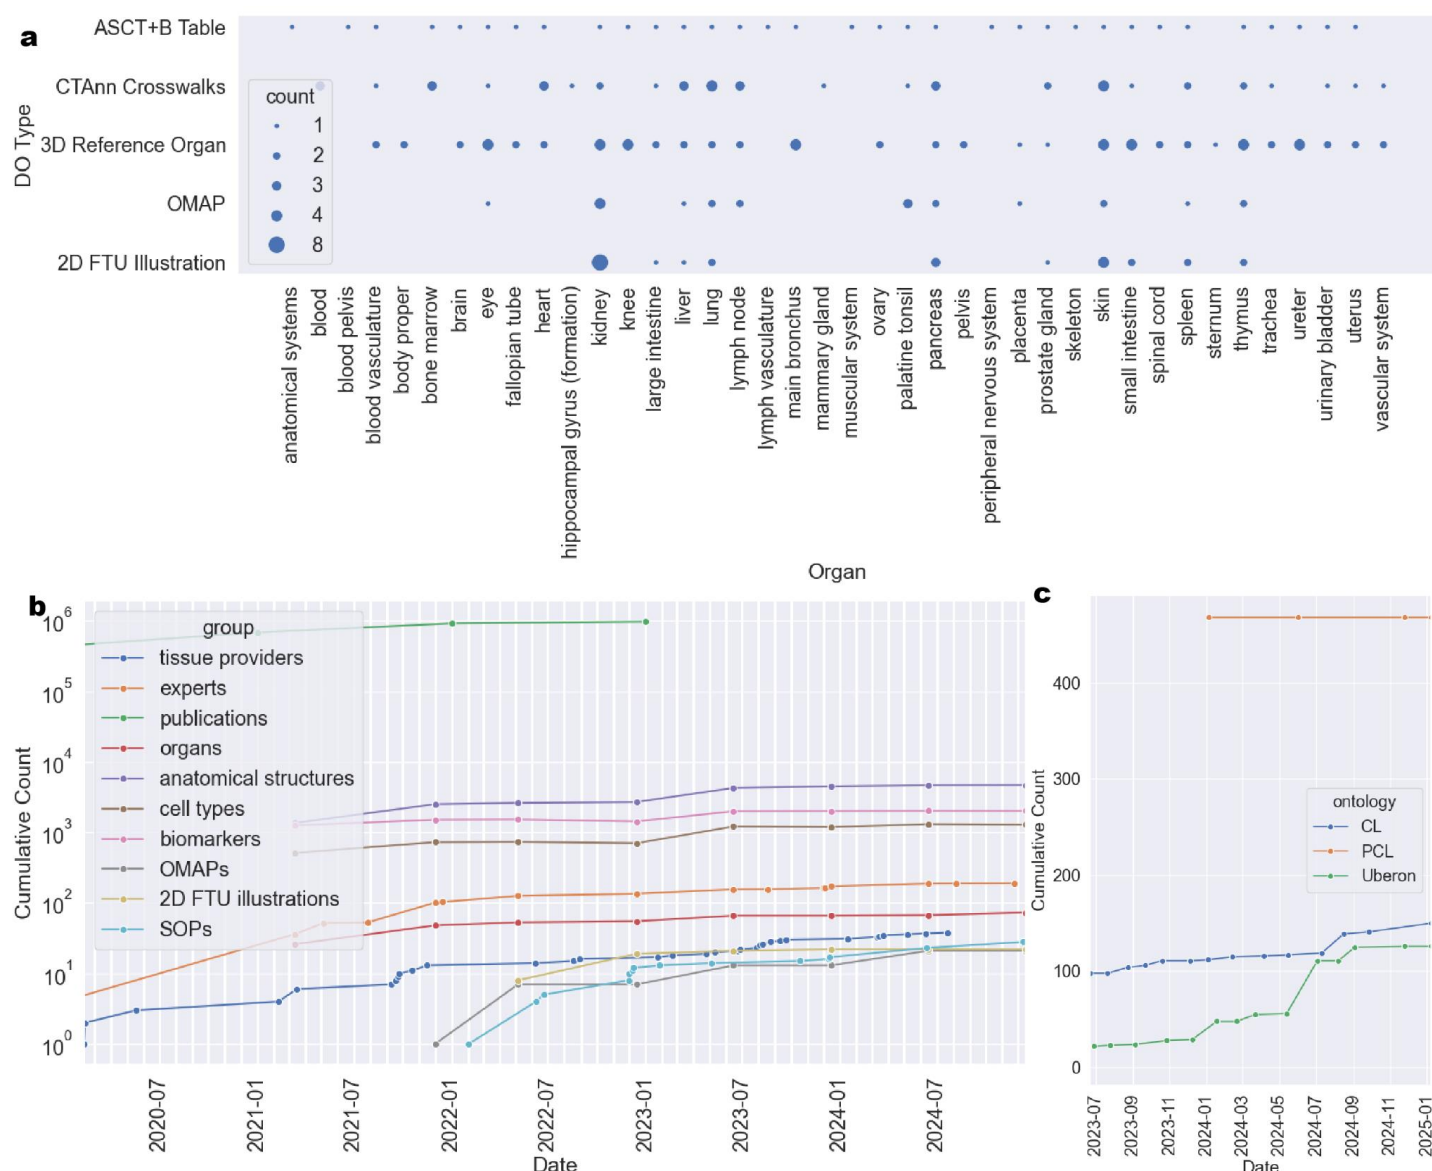 a
DO Type
ASCT+B Table
CTAnn Crosswalks
3D Reference Organ
OMAP
2D FTU Illustration
count
1
2
3
4
8
anatomical systems
blood
blood pelvis
blood vasculature
body proper
bone marrow
brain
eye
fallopian tube
heart
hippocampal gyrus (formation)
kidney
knee
large intestine
liver
lung
lymph node
lymph vasculature
main bronchus
mammary gland
muscular system
ovary
palatine tonsil
pancreas
pelvis
peripheral nervous system
placenta
prostate gland
skeleton
skin
small intestine
spinal cord
spleen
sternum
thymus
trachea
ureter
urinary bladder
uterus
vascular system
Organ
b
Cumulative Count
10^6
10^5
10^4
10^3
10^2
10^1
10^0
group
tissue providers
experts
publications
organs
anatomical structures
cell types
biomarkers
OMAPs
2D FTU illustrations
SOPs
2020-07
2021-01
2021-07
2022-01
2022-07
2023-01
2023-07
2024-01
2024-07
Date
c
Cumulative Count
400
300
200
100
0
ontology
CL
PCL
Uberon
2023-07
2023-09
2023-11
2024-01
2024-03
2024-05
2024-07
2024-09
2024-11
2025-01
Date